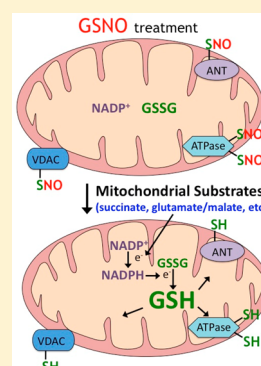 GSNO treatment
SNO
ANT
NADP⁺ GSSG
ATPase
SNO
SNO
VDAC
SNO
Mitochondrial Substrates
(succinate, glutamate/malate, etc
SH
NADP⁺
ANT
e⁻
GSSG
NADPH
e⁻
GSH
VDAC
ATPase
SH
SH
SH